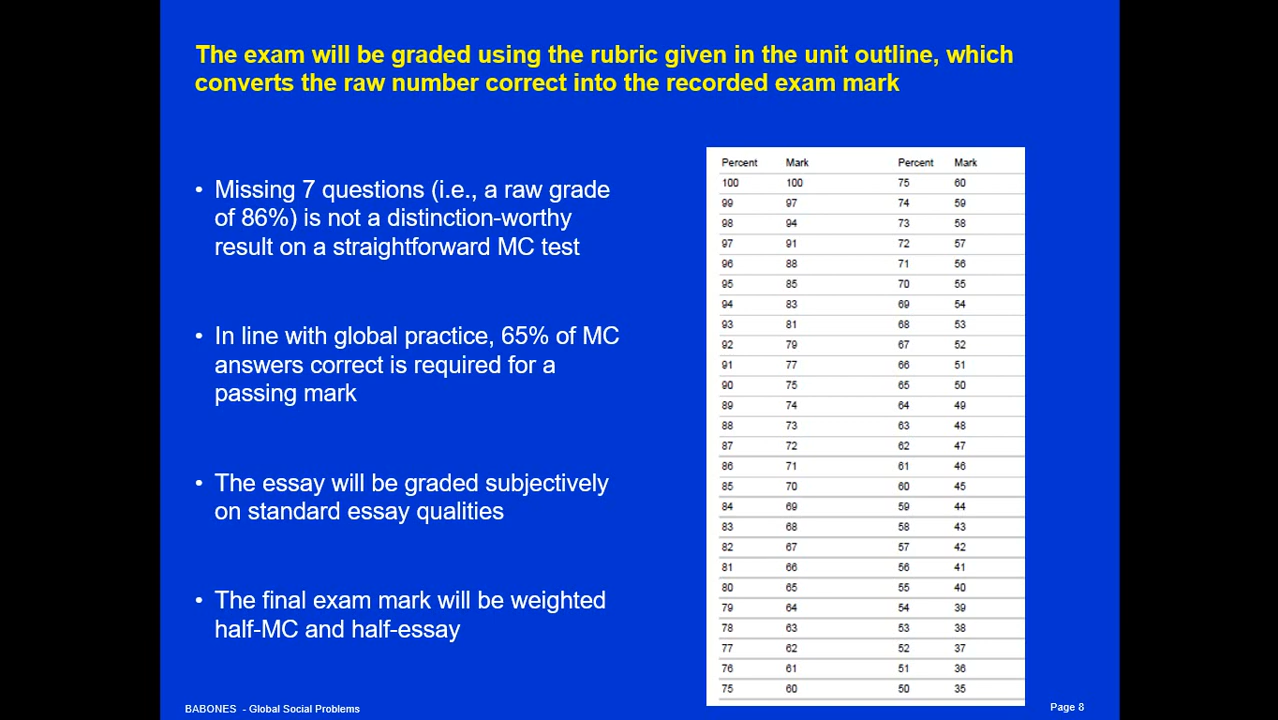 The exam will be graded using the rubric given in the unit outline, which
converts the raw number correct into the recorded exam mark
• Missing 7 questions (i.e., a raw grade
of 86%) is not a distinction-worthy
result on a straightforward MC test
• In line with global practice, 65% of MC
answers correct is required for a
passing mark
• The essay will be graded subjectively
on standard essay qualities
• The final exam mark will be weighted
half-MC and half-essay
Percent Mark Percent Mark
100 100 75 60
99 97 74 59
98 94 73 58
97 91 72 57
96 88 71 56
95 85 70 55
94 83 69 54
93 81 68 53
92 79 67 52
91 77 66 51
90 75 65 50
89 74 64 49
88 73 63 48
87 72 62 47
86 71 61 46
85 70 60 45
84 69 59 44
83 68 58 43
82 67 57 42
81 66 56 41
80 65 55 40
79 64 54 39
78 63 53 38
77 62 52 37
76 61 51 36
75 60 50 35
BABONES - Global Social Problems
Page 8